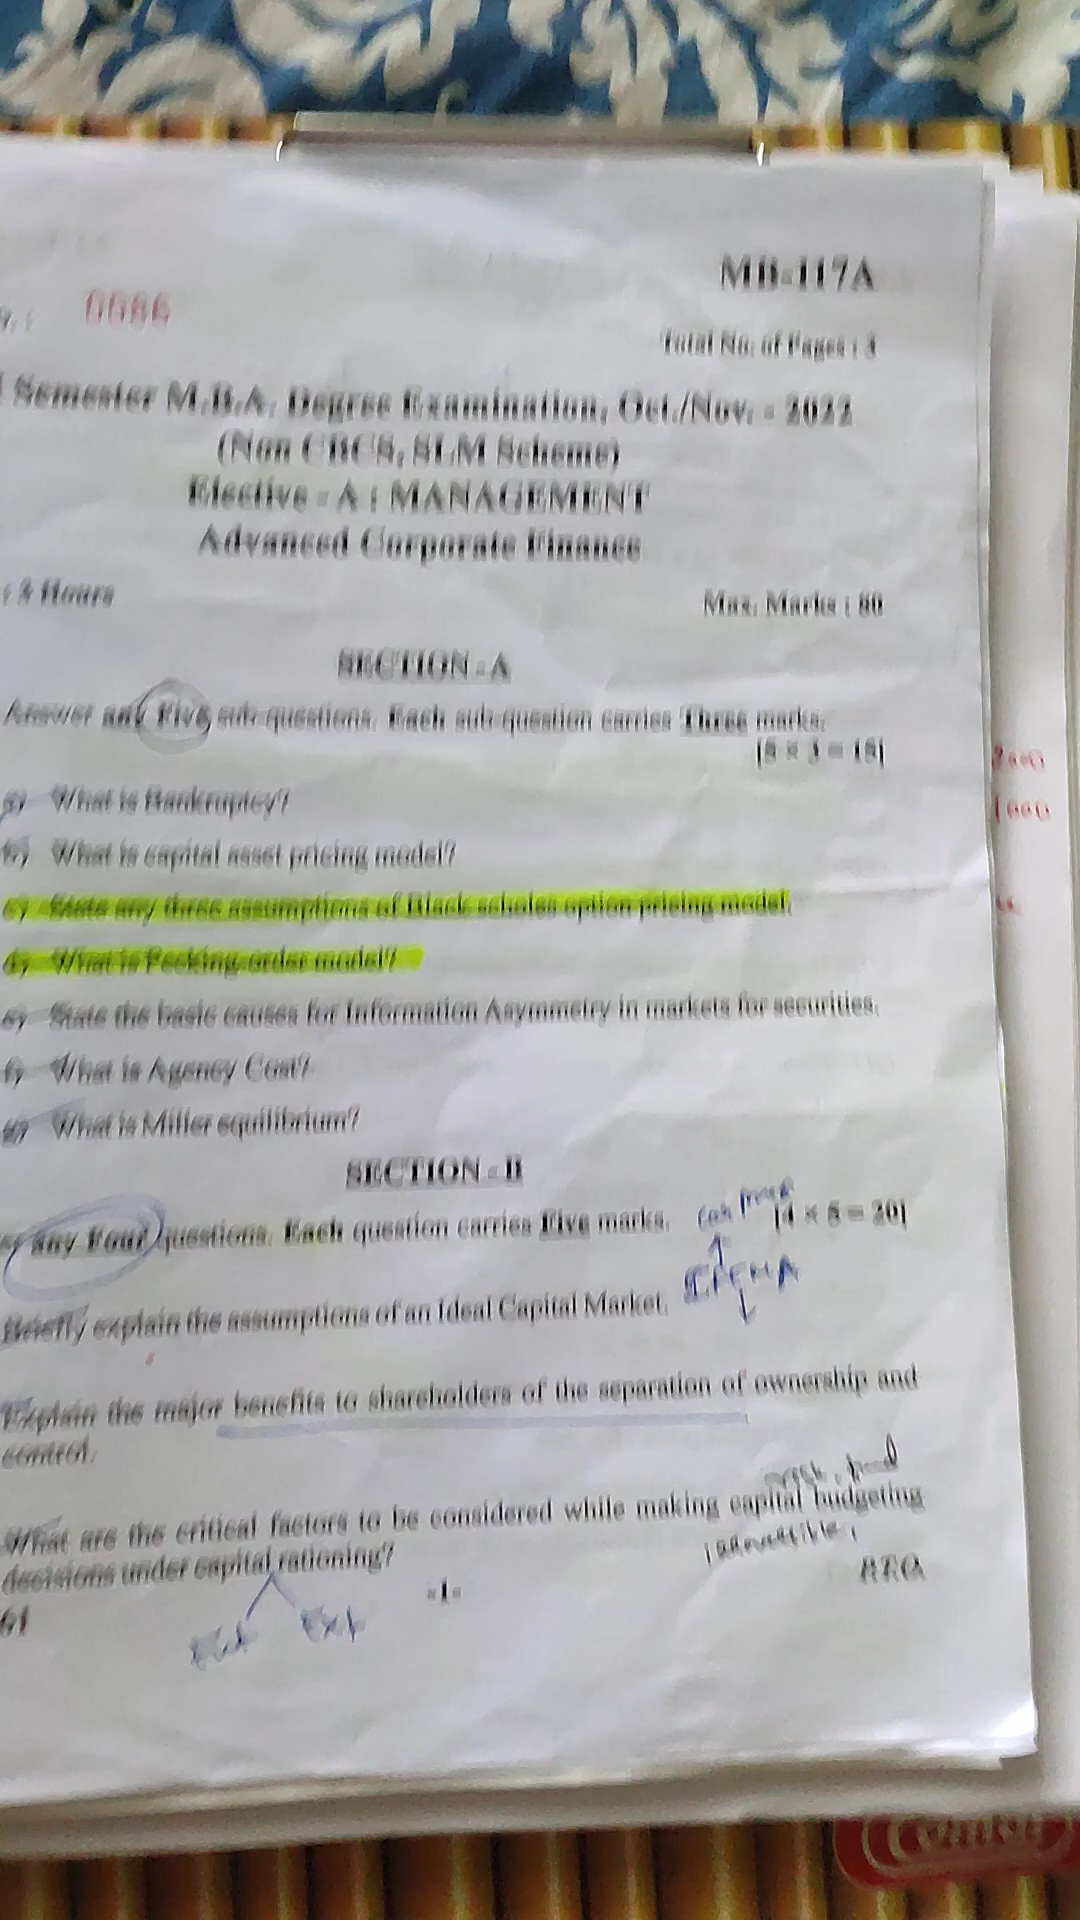 MB-117A
6686
Total No. of Pages : 3
Semester M.B.A. Degree Examination, Oct./Nov. - 2022
(Non CBCS, SLM Scheme)
Elective - A : MANAGEMENT
Advanced Corporate Finance
: 3 Hours
Max. Marks : 80
SECTION - A
Answer any Five sub-questions. Each sub-question carries Three marks.
[5 × 3 = 15]
a) What is Bankruptcy?
b) What is capital asset pricing model?
c) State any three assumptions of Black scholes option pricing model.
d) What is Pecking order model?
e) State the basic causes for Information Asymmetry in markets for securities.
f) What is Agency Cost?
g) What is Miller equilibrium?
SECTION - B
any Four questions. Each question carries Five marks.
[4 × 5 = 20]
Briefly explain the assumptions of an Ideal Capital Market.
Explain the major benefits to shareholders of the separation of ownership and
control.
What are the critical factors to be considered while making capital budgeting
decisions under capital rationing?
-1-
P.T.O.
61
Ext